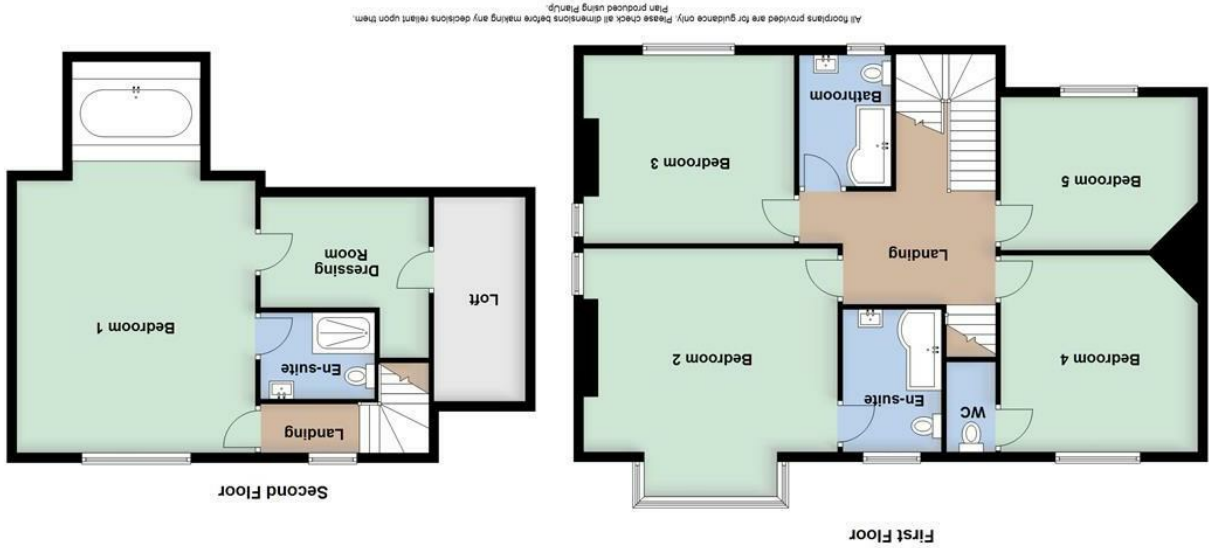 First Floor
Bedroom 4
WC
En-suite
Bedroom 2
Landing
Bedroom 5
Bedroom 3
Bathroom
Second Floor
Landing
En-suite
Bedroom 1
Loft
Dressing
Room
All floorplans are provided for guidance only. Please check all dimensions before making any decisions reliant upon them.
Plan produced using PlanUp.